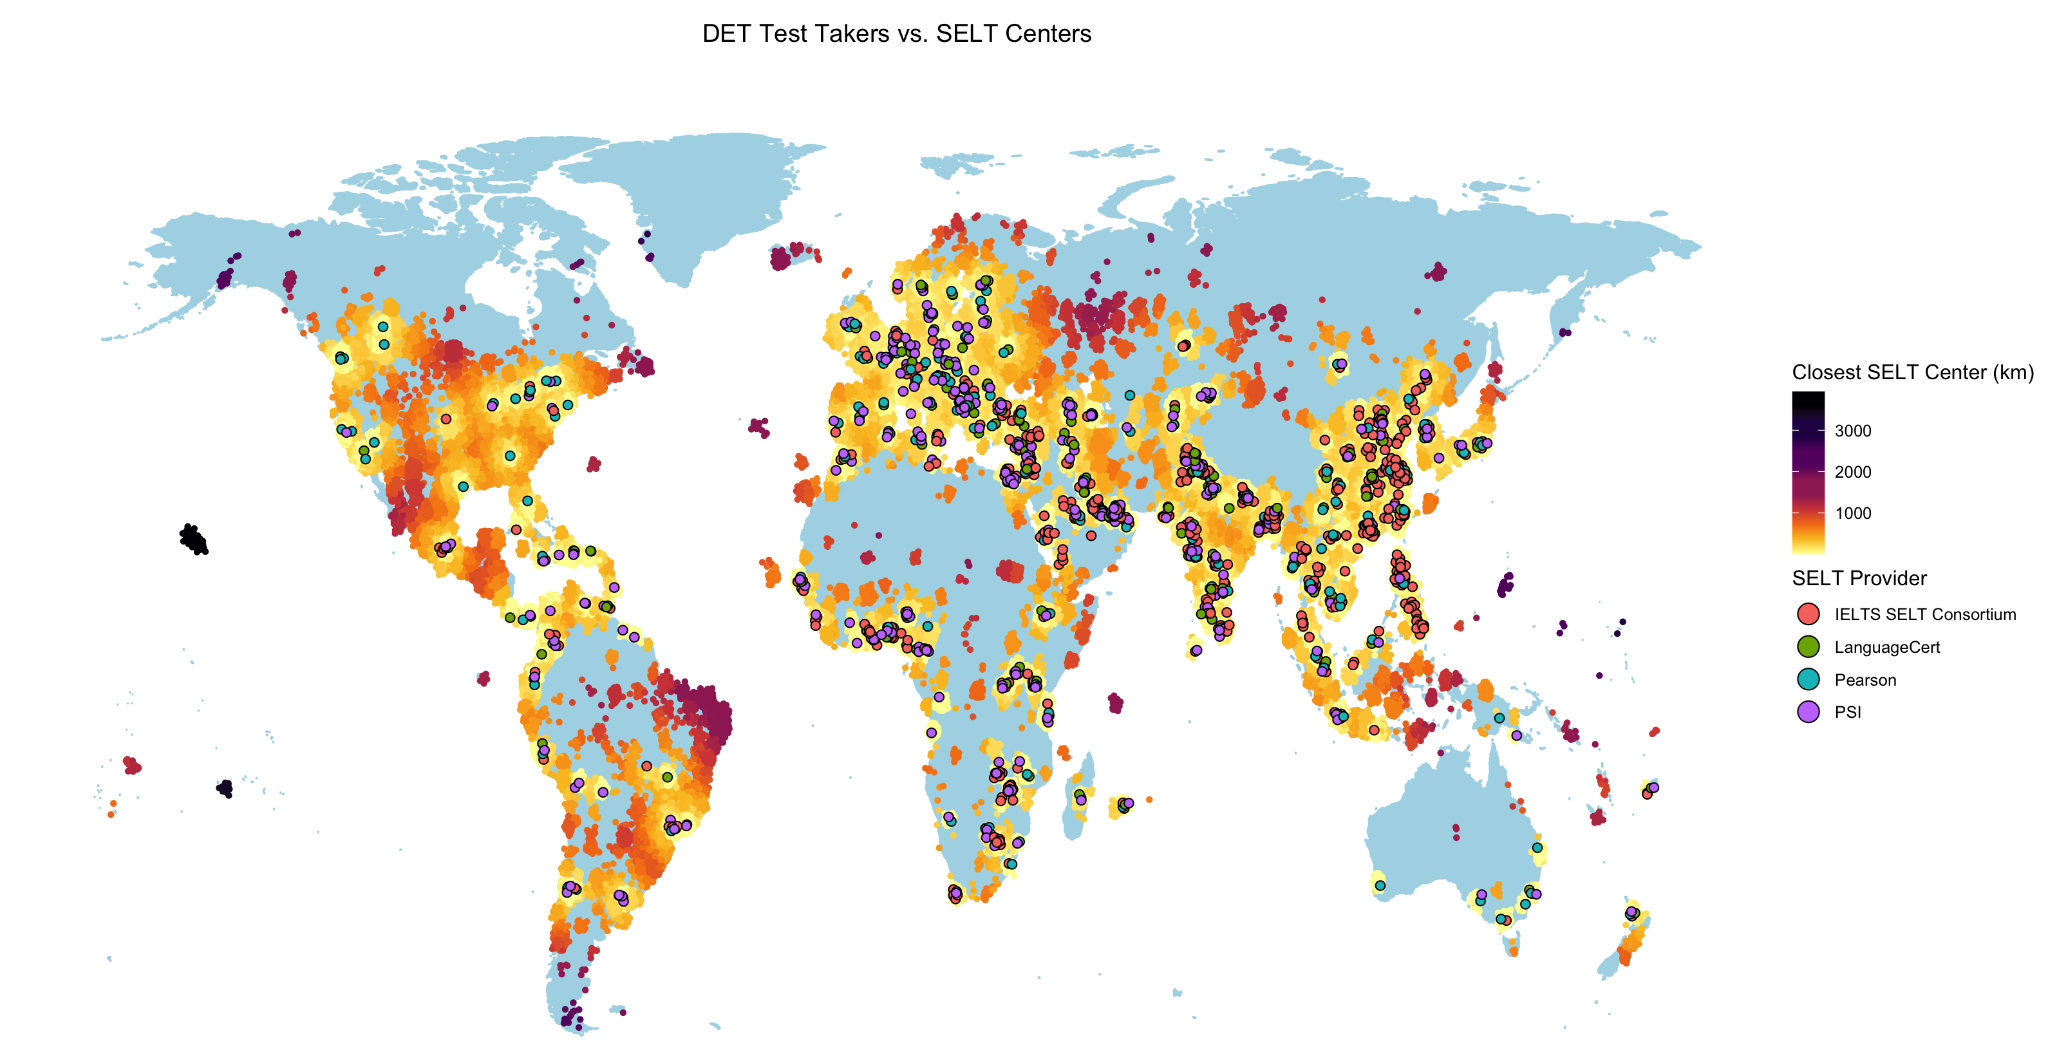 DET Test Takers vs. SELT Centers
Closest SELT Center (km)
3000
2000
1000
SELT Provider
IELTS SELT Consortium
LanguageCert
Pearson
PSI